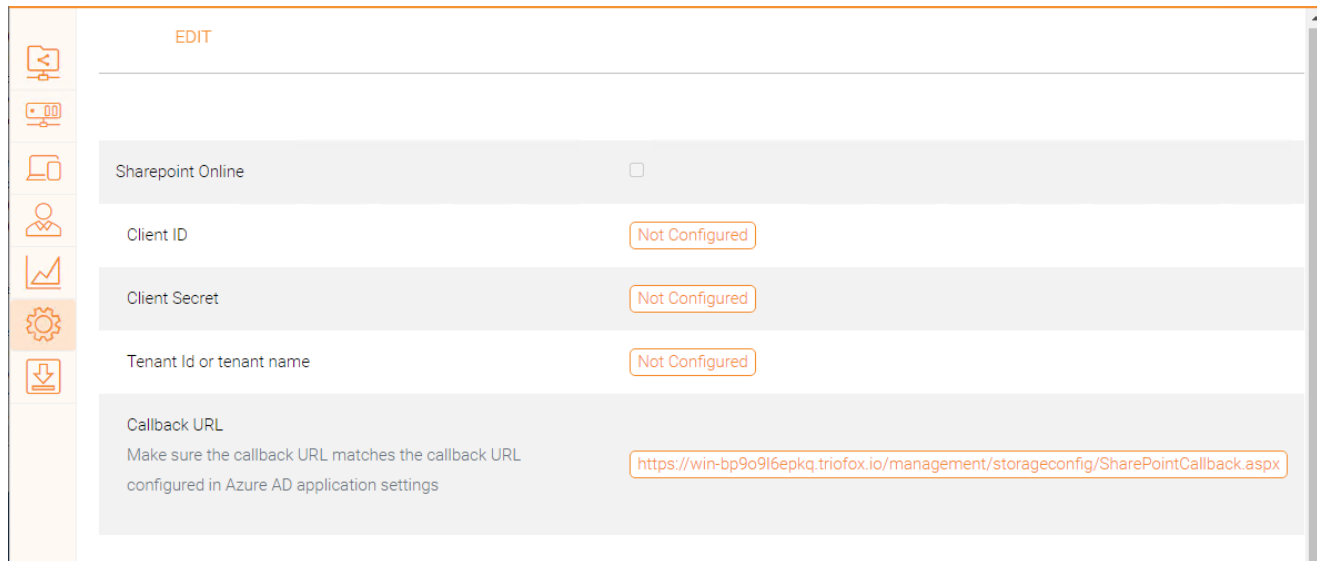 EDIT
Sharepoint Online
Client ID
Not Configured
Client Secret
Not Configured
Tenant Id or tenant name
Not Configured
Callback URL
Make sure the callback URL matches the callback URL
configured in Azure AD application settings
https://win-bp9o9l6epkq.triofox.io/management/storageconfig/SharePointCallback.aspx